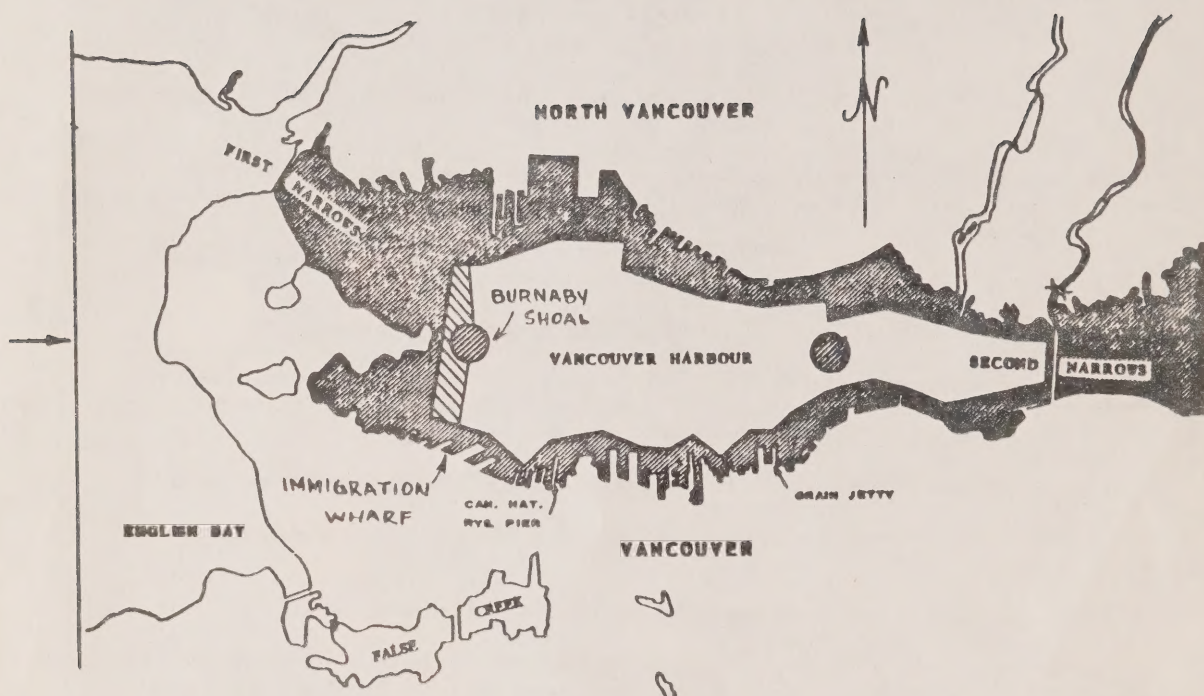 NORTH VANCOUVER
N
FIRST
NARROWS
BURNABY
SHOAL
VANCOUVER HARBOUR
SECOND
NARROWS
IMMIGRATION
WHARF
CAN. NAT.
RYS. PIER
GRAIN JETTY
ENGLISH BAY
VANCOUVER
FALSE
CREEK